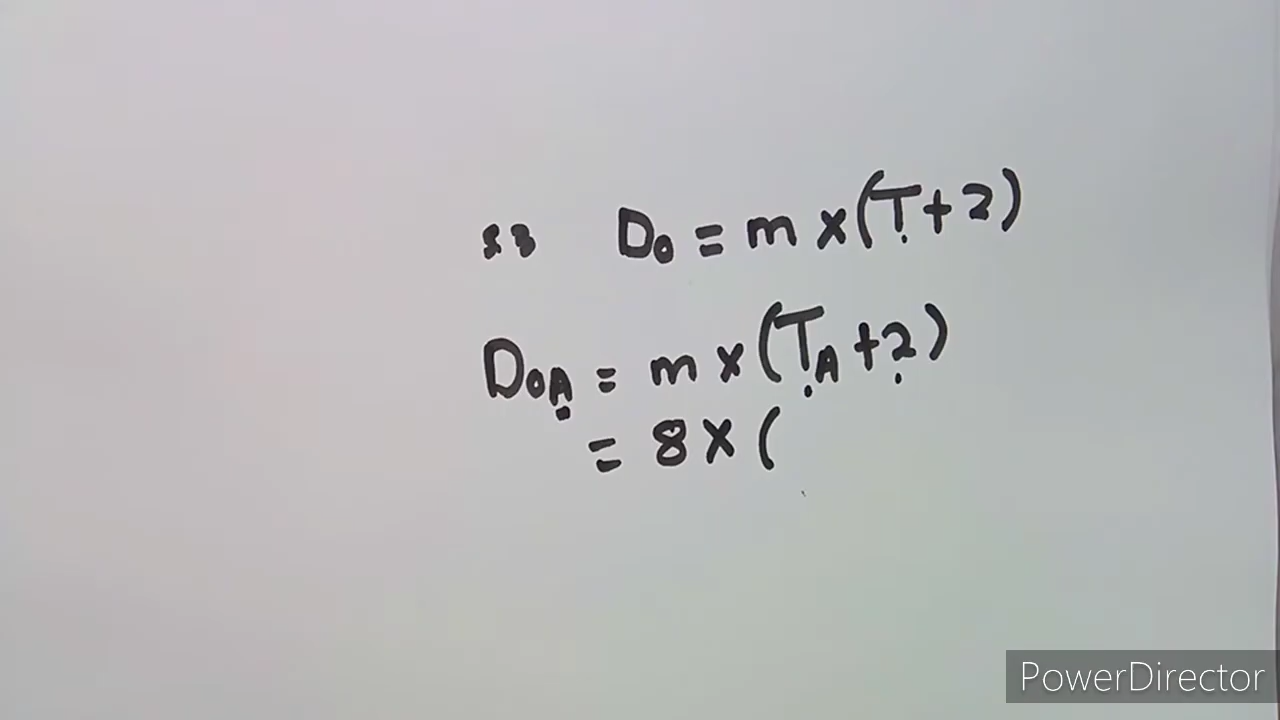 D₀ = m × (T + 2)
D₀A = m × (TA + 2)
= 8 × (
PowerDirector